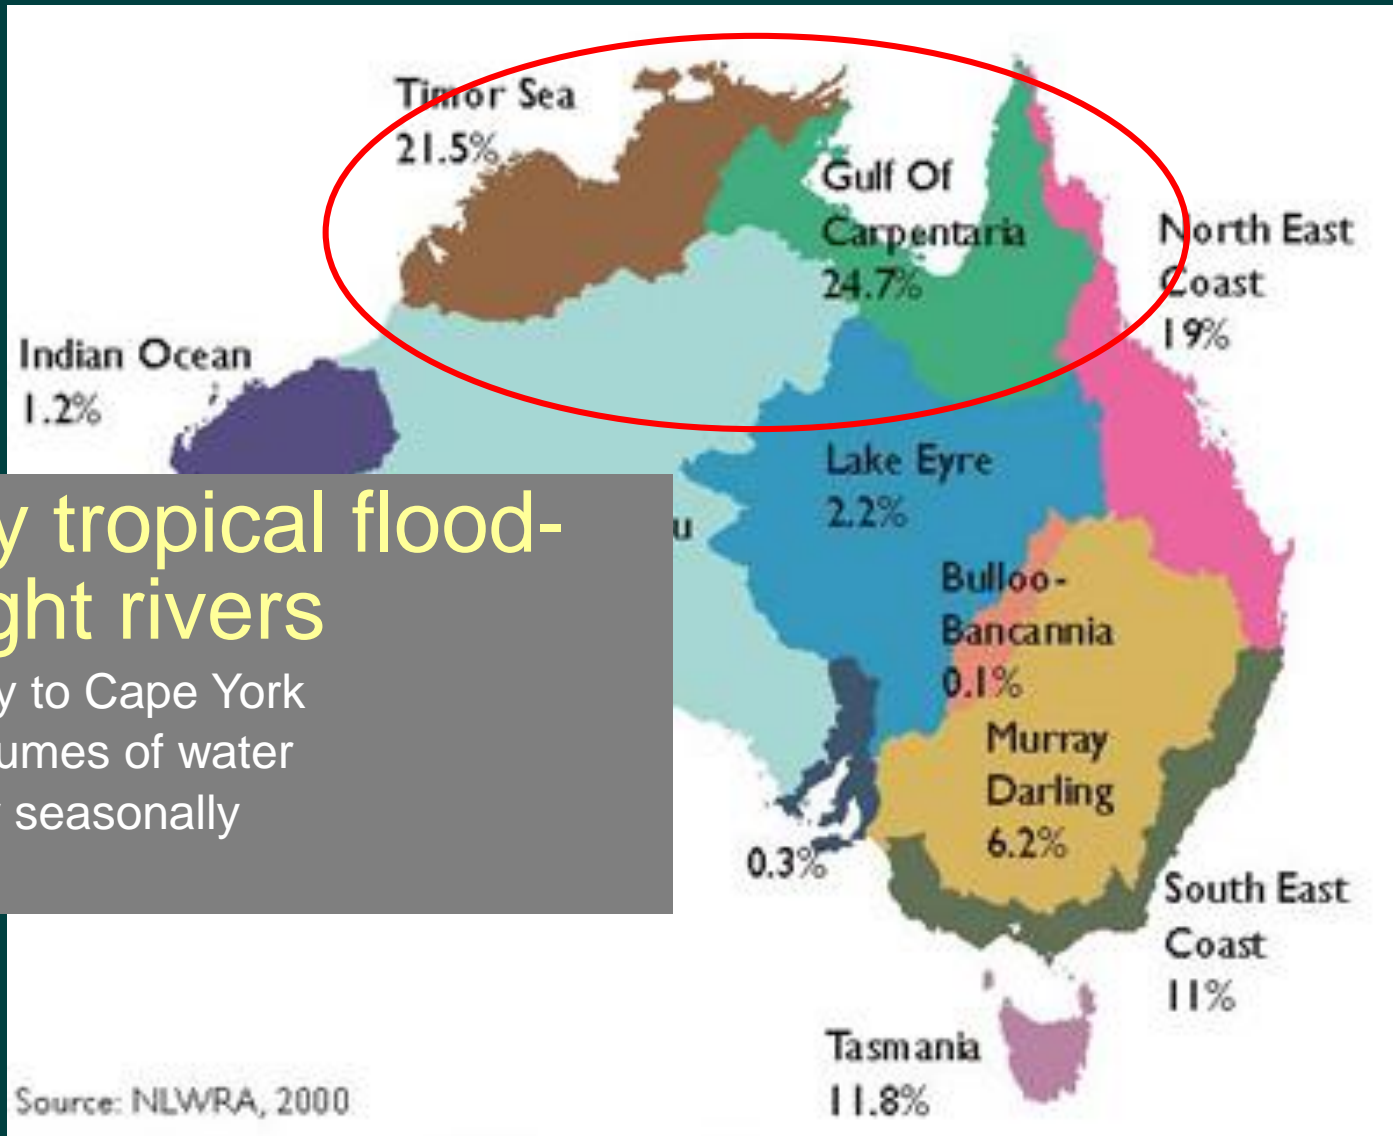 Timor Sea
21.5%
Gulf Of
Carpentaria
24.7%
North East
Coast
19%
Indian Ocean
1.2%
Lake Eyre
2.2%
u
Bulloo-
Bancannia
0.1%
Murray
Darling
6.2%
0.3%
South East
Coast
11%
Tasmania
11.8%
y tropical flood-
ght rivers
y to Cape York
umes of water
seasonally
Source: NLWRA, 2000